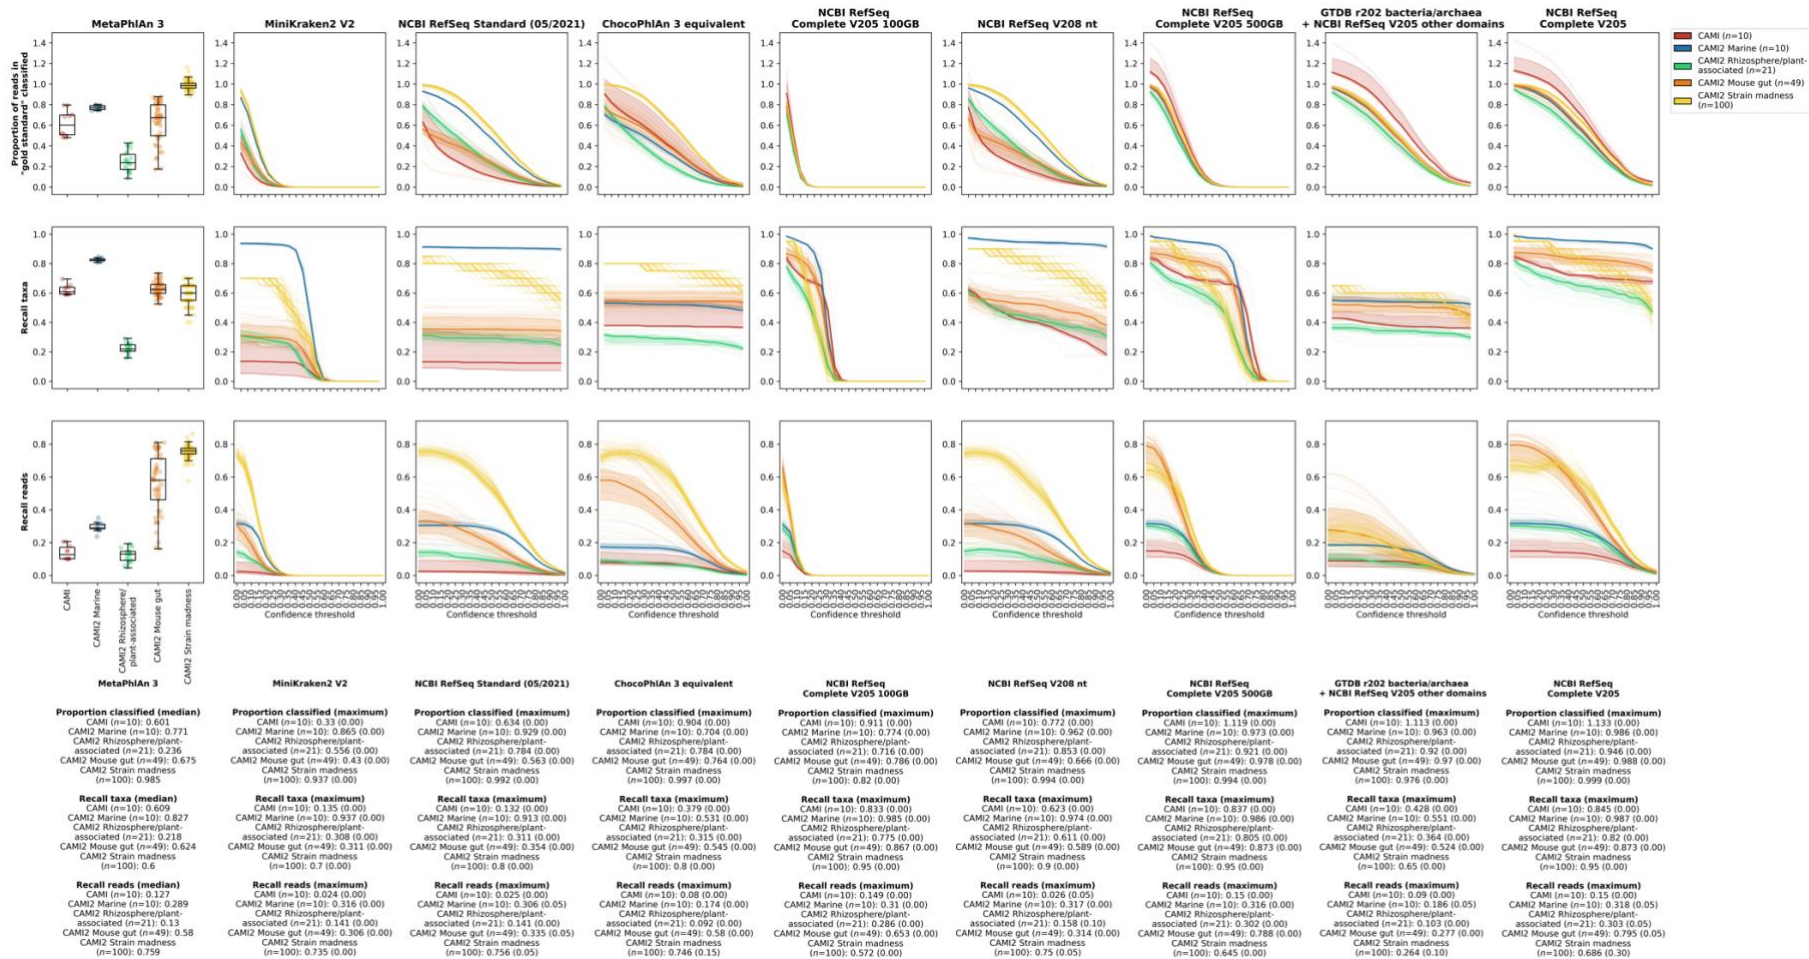 MetaPhlAn 3
MiniKraken2 V2
NCBI RefSeq Standard (05/2021)
ChocoPhlAn 3 equivalent
NCBI RefSeq
Complete V205 100GB
NCBI RefSeq V208 nt
NCBI RefSeq
Complete V205 500GB
GTDB r202 bacteria/archaea
+ NCBI RefSeq V205 other domains
NCBI RefSeq
Complete V205
CAMI (n=10)
CAMI2 Marine (n=10)
CAMI2 Rhizosphere/plant-
associated (n=21)
CAMI2 Mouse gut (n=49)
CAMI2 Strain madness
(n=100)
Proportion of reads in
"gold standard" classified
Recall taxa
Recall reads
CAMI
CAMI2 Marine
CAMI2 Rhizosphere/
plant-associated
CAMI2 Mouse gut
CAMI2 Strain madness
Confidence threshold
Confidence threshold
Confidence threshold
Confidence threshold
Confidence threshold
Confidence threshold
Confidence threshold
Confidence threshold
MetaPhlAn 3
Proportion classified (median)
CAMI (n=10): 0.601
CAMI2 Marine (n=10): 0.771
CAMI2 Rhizosphere/plant-
associated (n=21): 0.236
CAMI2 Mouse gut (n=49): 0.675
CAMI2 Strain madness
(n=100): 0.985
Recall taxa (median)
CAMI (n=10): 0.609
CAMI2 Marine (n=10): 0.827
CAMI2 Rhizosphere/plant-
associated (n=21): 0.218
CAMI2 Mouse gut (n=49): 0.624
CAMI2 Strain madness
(n=100): 0.6
Recall reads (median)
CAMI (n=10): 0.127
CAMI2 Marine (n=10): 0.289
CAMI2 Rhizosphere/plant-
associated (n=21): 0.13
CAMI2 Mouse gut (n=49): 0.58
CAMI2 Strain madness
(n=100): 0.759
MiniKraken2 V2
Proportion classified (maximum)
CAMI (n=10): 0.33 (0.00)
CAMI2 Marine (n=10): 0.865 (0.00)
CAMI2 Rhizosphere/plant-
associated (n=21): 0.556 (0.00)
CAMI2 Mouse gut (n=49): 0.43 (0.00)
CAMI2 Strain madness
(n=100): 0.937 (0.00)
Recall taxa (maximum)
CAMI (n=10): 0.135 (0.00)
CAMI2 Marine (n=10): 0.937 (0.00)
CAMI2 Rhizosphere/plant-
associated (n=21): 0.308 (0.00)
CAMI2 Mouse gut (n=49): 0.311 (0.00)
CAMI2 Strain madness
(n=100): 0.7 (0.00)
Recall reads (maximum)
CAMI (n=10): 0.024 (0.00)
CAMI2 Marine (n=10): 0.316 (0.00)
CAMI2 Rhizosphere/plant-
associated (n=21): 0.141 (0.00)
CAMI2 Mouse gut (n=49): 0.306 (0.00)
CAMI2 Strain madness
(n=100): 0.735 (0.00)
NCBI RefSeq Standard (05/2021)
Proportion classified (maximum)
CAMI (n=10): 0.634 (0.00)
CAMI2 Marine (n=10): 0.929 (0.00)
CAMI2 Rhizosphere/plant-
associated (n=21): 0.784 (0.00)
CAMI2 Mouse gut (n=49): 0.563 (0.00)
CAMI2 Strain madness
(n=100): 0.992 (0.00)
Recall taxa (maximum)
CAMI (n=10): 0.132 (0.00)
CAMI2 Marine (n=10): 0.913 (0.00)
CAMI2 Rhizosphere/plant-
associated (n=21): 0.311 (0.00)
CAMI2 Mouse gut (n=49): 0.354 (0.00)
CAMI2 Strain madness
(n=100): 0.8 (0.00)
Recall reads (maximum)
CAMI (n=10): 0.025 (0.00)
CAMI2 Marine (n=10): 0.306 (0.05)
CAMI2 Rhizosphere/plant-
associated (n=21): 0.141 (0.00)
CAMI2 Mouse gut (n=49): 0.335 (0.05)
CAMI2 Strain madness
(n=100): 0.756 (0.05)
ChocoPhlAn 3 equivalent
Proportion classified (maximum)
CAMI (n=10): 0.904 (0.00)
CAMI2 Marine (n=10): 0.704 (0.00)
CAMI2 Rhizosphere/plant-
associated (n=21): 0.784 (0.00)
CAMI2 Mouse gut (n=49): 0.764 (0.00)
CAMI2 Strain madness
(n=100): 0.997 (0.00)
Recall taxa (maximum)
CAMI (n=10): 0.379 (0.00)
CAMI2 Marine (n=10): 0.531 (0.00)
CAMI2 Rhizosphere/plant-
associated (n=21): 0.315 (0.00)
CAMI2 Mouse gut (n=49): 0.545 (0.00)
CAMI2 Strain madness
(n=100): 0.8 (0.00)
Recall reads (maximum)
CAMI (n=10): 0.08 (0.00)
CAMI2 Marine (n=10): 0.174 (0.00)
CAMI2 Rhizosphere/plant-
associated (n=21): 0.092 (0.00)
CAMI2 Mouse gut (n=49): 0.58 (0.00)
CAMI2 Strain madness
(n=100): 0.746 (0.15)
NCBI RefSeq
Complete V205 100GB
Proportion classified (maximum)
CAMI (n=10): 0.911 (0.00)
CAMI2 Marine (n=10): 0.774 (0.00)
CAMI2 Rhizosphere/plant-
associated (n=21): 0.716 (0.00)
CAMI2 Mouse gut (n=49): 0.786 (0.00)
CAMI2 Strain madness
(n=100): 0.82 (0.00)
Recall taxa (maximum)
CAMI (n=10): 0.833 (0.00)
CAMI2 Marine (n=10): 0.985 (0.00)
CAMI2 Rhizosphere/plant-
associated (n=21): 0.775 (0.00)
CAMI2 Mouse gut (n=49): 0.867 (0.00)
CAMI2 Strain madness
(n=100): 0.95 (0.00)
Recall reads (maximum)
CAMI (n=10): 0.149 (0.00)
CAMI2 Marine (n=10): 0.31 (0.00)
CAMI2 Rhizosphere/plant-
associated (n=21): 0.286 (0.00)
CAMI2 Mouse gut (n=49): 0.653 (0.00)
CAMI2 Strain madness
(n=100): 0.572 (0.00)
NCBI RefSeq V208 nt
Proportion classified (maximum)
CAMI (n=10): 0.772 (0.00)
CAMI2 Marine (n=10): 0.962 (0.00)
CAMI2 Rhizosphere/plant-
associated (n=21): 0.853 (0.00)
CAMI2 Mouse gut (n=49): 0.666 (0.00)
CAMI2 Strain madness
(n=100): 0.994 (0.00)
Recall taxa (maximum)
CAMI (n=10): 0.623 (0.00)
CAMI2 Marine (n=10): 0.974 (0.00)
CAMI2 Rhizosphere/plant-
associated (n=21): 0.611 (0.00)
CAMI2 Mouse gut (n=49): 0.589 (0.00)
CAMI2 Strain madness
(n=100): 0.9 (0.00)
Recall reads (maximum)
CAMI (n=10): 0.026 (0.05)
CAMI2 Marine (n=10): 0.317 (0.00)
CAMI2 Rhizosphere/plant-
associated (n=21): 0.158 (0.10)
CAMI2 Mouse gut (n=49): 0.314 (0.00)
CAMI2 Strain madness
(n=100): 0.75 (0.05)
NCBI RefSeq
Complete V205 500GB
Proportion classified (maximum)
CAMI (n=10): 1.119 (0.00)
CAMI2 Marine (n=10): 0.973 (0.00)
CAMI2 Rhizosphere/plant-
associated (n=21): 0.921 (0.00)
CAMI2 Mouse gut (n=49): 0.978 (0.00)
CAMI2 Strain madness
(n=100): 0.994 (0.00)
Recall taxa (maximum)
CAMI (n=10): 0.837 (0.00)
CAMI2 Marine (n=10): 0.986 (0.00)
CAMI2 Rhizosphere/plant-
associated (n=21): 0.805 (0.00)
CAMI2 Mouse gut (n=49): 0.873 (0.00)
CAMI2 Strain madness
(n=100): 0.95 (0.00)
Recall reads (maximum)
CAMI (n=10): 0.15 (0.00)
CAMI2 Marine (n=10): 0.316 (0.00)
CAMI2 Rhizosphere/plant-
associated (n=21): 0.302 (0.00)
CAMI2 Mouse gut (n=49): 0.788 (0.00)
CAMI2 Strain madness
(n=100): 0.645 (0.00)
GTDB r202 bacteria/archaea
+ NCBI RefSeq V205 other domains
Proportion classified (maximum)
CAMI (n=10): 1.113 (0.00)
CAMI2 Marine (n=10): 0.963 (0.00)
CAMI2 Rhizosphere/plant-
associated (n=21): 0.92 (0.00)
CAMI2 Mouse gut (n=49): 0.97 (0.00)
CAMI2 Strain madness
(n=100): 0.976 (0.00)
Recall taxa (maximum)
CAMI (n=10): 0.428 (0.00)
CAMI2 Marine (n=10): 0.551 (0.00)
CAMI2 Rhizosphere/plant-
associated (n=21): 0.364 (0.00)
CAMI2 Mouse gut (n=49): 0.524 (0.00)
CAMI2 Strain madness
(n=100): 0.65 (0.00)
Recall reads (maximum)
CAMI (n=10): 0.09 (0.00)
CAMI2 Marine (n=10): 0.186 (0.05)
CAMI2 Rhizosphere/plant-
associated (n=21): 0.103 (0.00)
CAMI2 Mouse gut (n=49): 0.277 (0.00)
CAMI2 Strain madness
(n=100): 0.264 (0.10)
NCBI RefSeq
Complete V205
Proportion classified (maximum)
CAMI (n=10): 1.133 (0.00)
CAMI2 Marine (n=10): 0.986 (0.00)
CAMI2 Rhizosphere/plant-
associated (n=21): 0.946 (0.00)
CAMI2 Mouse gut (n=49): 0.988 (0.00)
CAMI2 Strain madness
(n=100): 0.999 (0.00)
Recall taxa (maximum)
CAMI (n=10): 0.845 (0.00)
CAMI2 Marine (n=10): 0.987 (0.00)
CAMI2 Rhizosphere/plant-
associated (n=21): 0.82 (0.00)
CAMI2 Mouse gut (n=49): 0.873 (0.00)
CAMI2 Strain madness
(n=100): 0.95 (0.00)
Recall reads (maximum)
CAMI (n=10): 0.15 (0.00)
CAMI2 Marine (n=10): 0.318 (0.05)
CAMI2 Rhizosphere/plant-
associated (n=21): 0.303 (0.05)
CAMI2 Mouse gut (n=49): 0.795 (0.05)
CAMI2 Strain madness
(n=100): 0.686 (0.30)